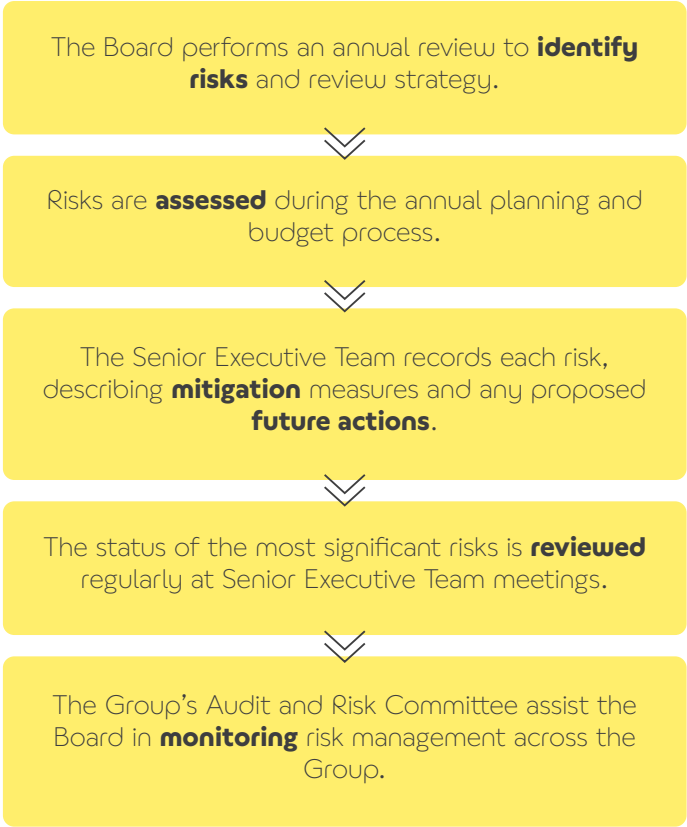 The Board performs an annual review to identify
risks and review strategy.
Risks are assessed during the annual planning and
budget process.
The Senior Executive Team records each risk,
describing mitigation measures and any proposed
future actions.
The status of the most significant risks is reviewed
regularly at Senior Executive Team meetings.
The Group’s Audit and Risk Committee assist the
Board in monitoring risk management across the
Group.